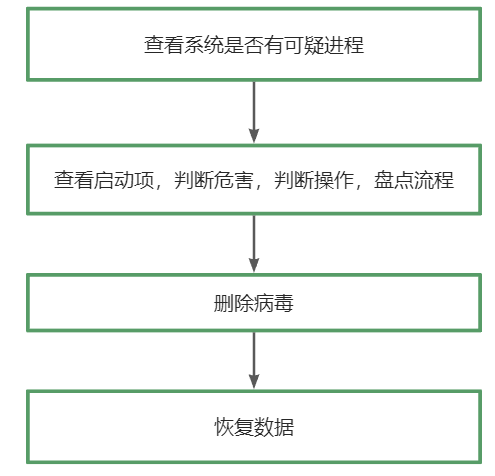 查看系统是否有可疑进程
查看启动项，判断危害，判断操作，盘点流程
删除病毒
恢复数据